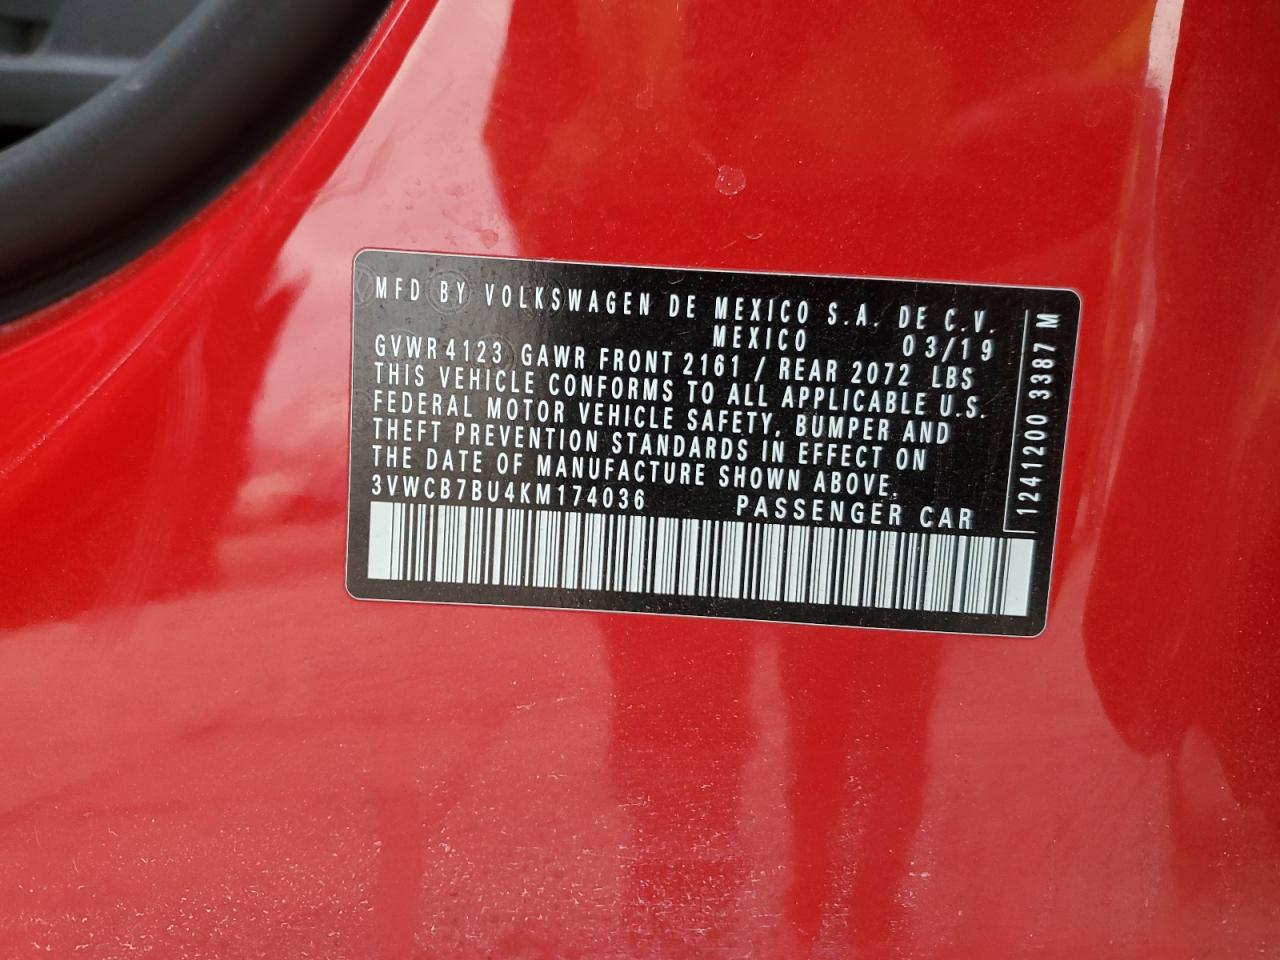 MFD BY VOLKSWAGEN DE MEXICO S.A. DE C.V.
MEXICO 03/19
GVWR 4123 GAWR FRONT 2161 / REAR 2072 LBS
THIS VEHICLE CONFORMS TO ALL APPLICABLE U.S.
FEDERAL MOTOR VEHICLE SAFETY, BUMPER AND
THEFT PREVENTION STANDARDS IN EFFECT ON
THE DATE OF MANUFACTURE SHOWN ABOVE.
3VWCB7BU4KM174036 PASSENGER CAR
1241200 3387 M